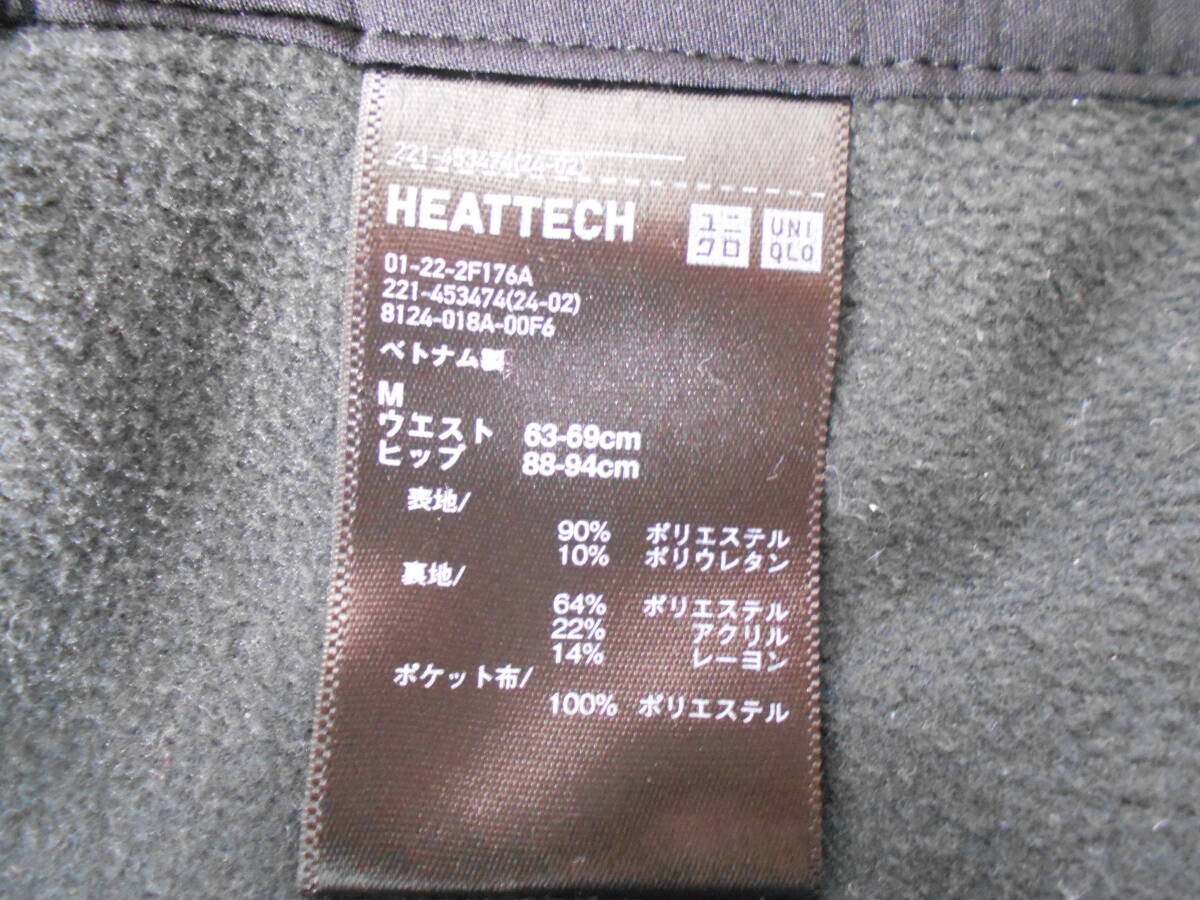 221-453474(24-02)
HEATTECH
ユニ
クロ
UNI
QLO
01-22-2F176A
221-453474(24-02)
8124-018A-00F6
ベトナム製
M
ウエスト 63-69cm
ヒップ 88-94cm
表地/
90% ポリエステル
10% ポリウレタン
裏地/
64% ポリエステル
22% アクリル
14% レーヨン
ポケット布/
100% ポリエステル